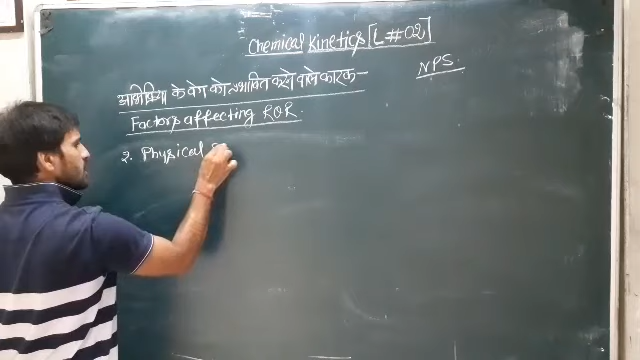 Chemical Kinetics [L #02]
NPS.
अभिक्रिया के वेग को प्रभावित करने वाले कारक-
Factors affecting ROR.
2. Physical S